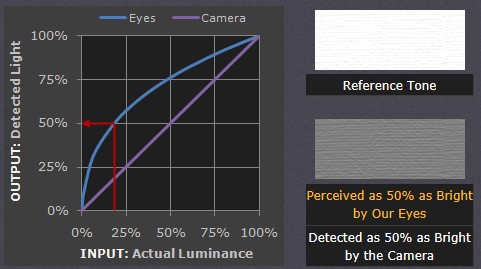 Eyes Camera
100%
75%
50%
25%
0%
0% 25% 50% 75% 100%
OUTPUT: Detected Light
INPUT: Actual Luminance
Reference Tone
Perceived as 50% as Bright
by Our Eyes
Detected as 50% as Bright
by the Camera